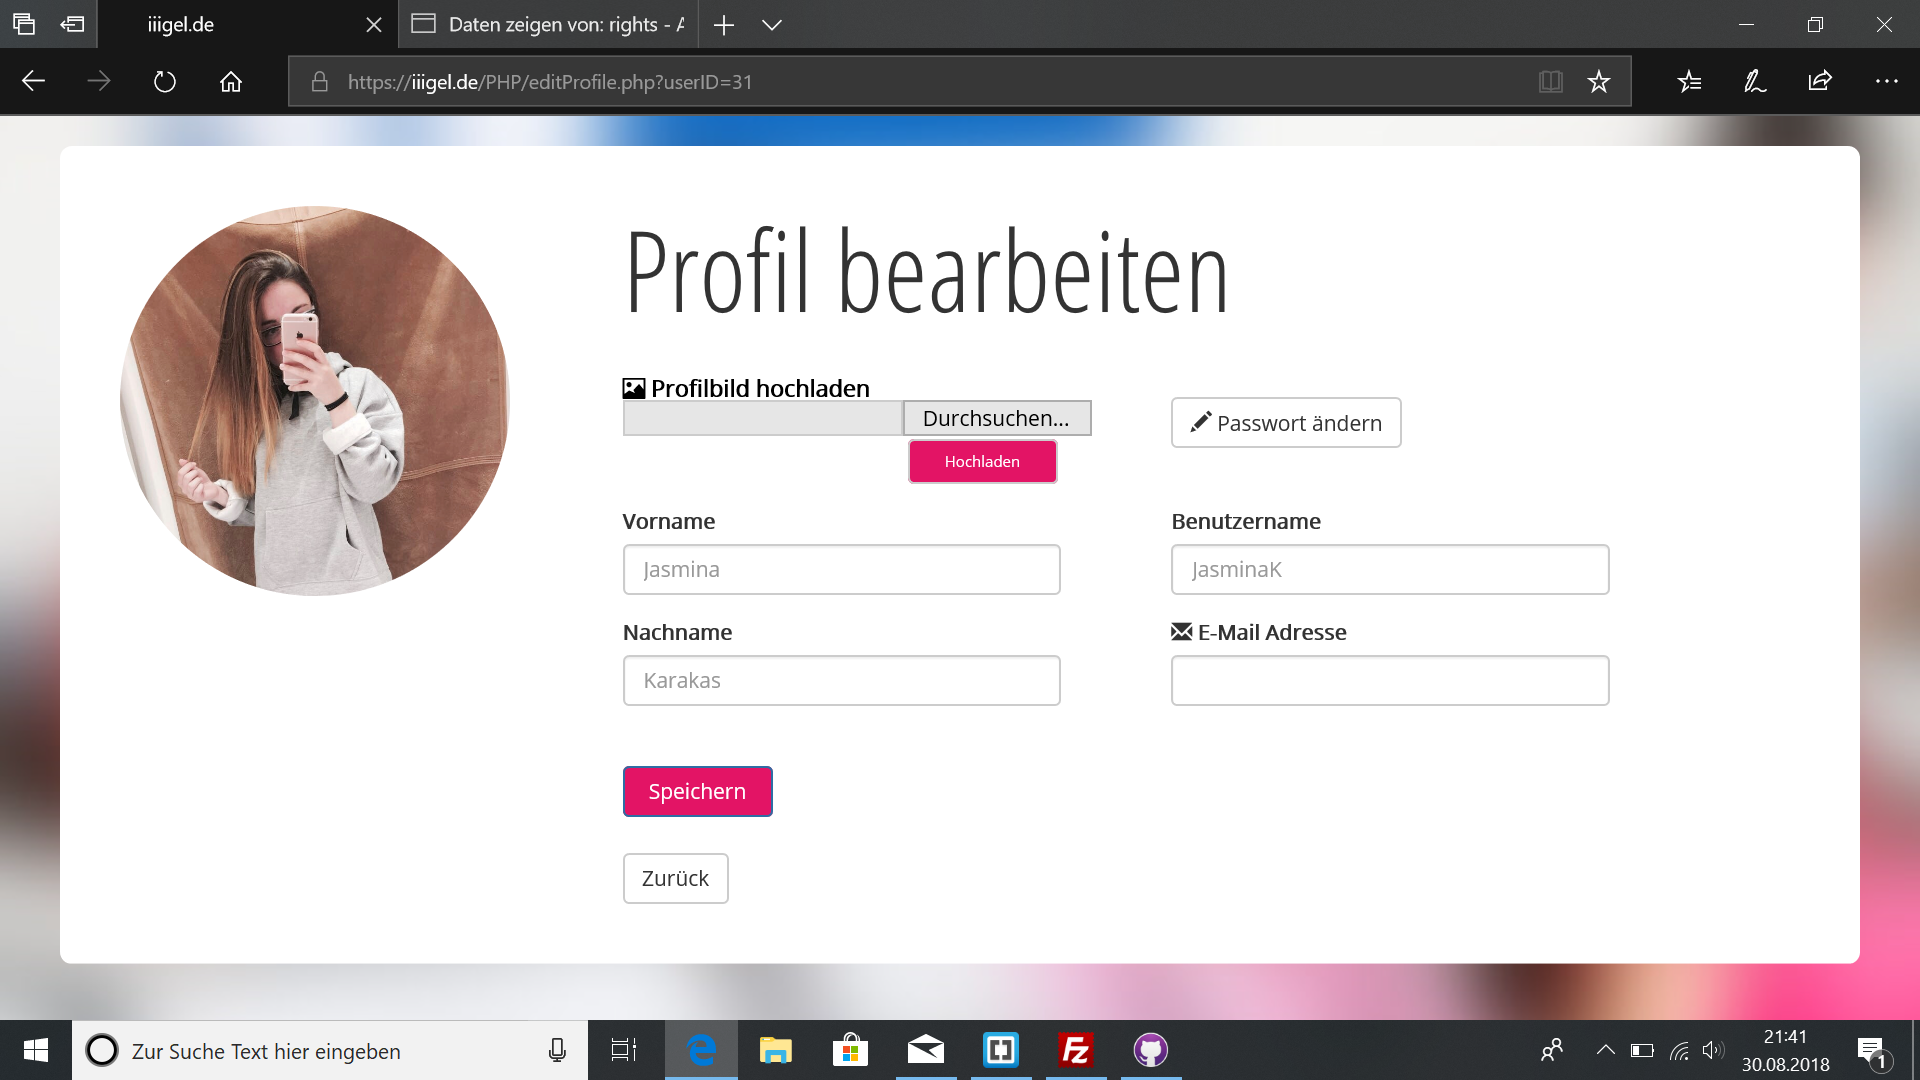 iiigel.de
Daten zeigen von: rights - A
https://iiigel.de/PHP/editProfile.php?userID=31
Profil bearbeiten
Profilbild hochladen
Durchsuchen...
Passwort ändern
Hochladen
Vorname
Benutzername
Jasmina
JasminaK
Nachname
E-Mail Adresse
Karakas
Speichern
Zurück
Zur Suche Text hier eingeben
21:41
30.08.2018
1